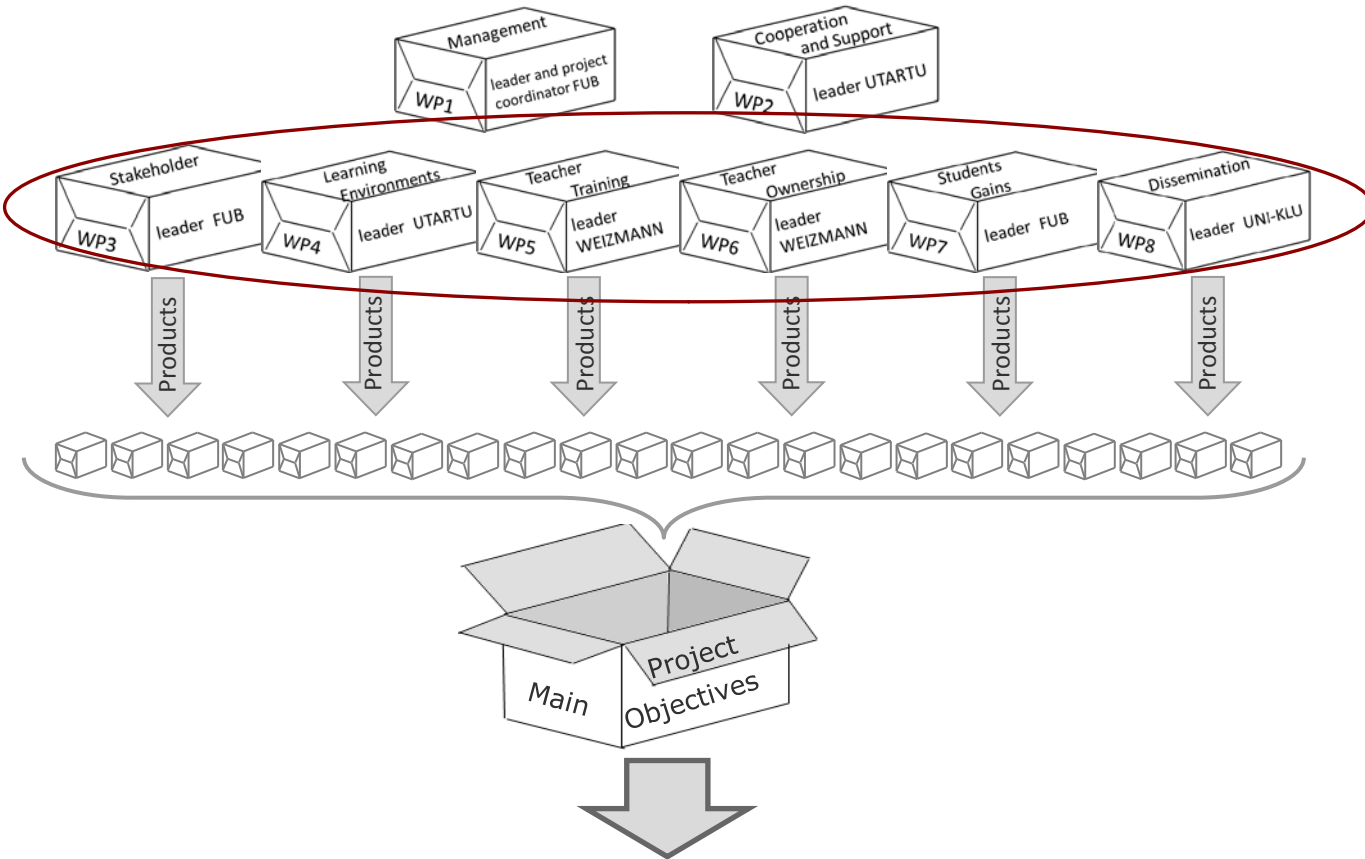 Management
leader and project
coordinator FUB
WP1
Cooperation
and Support
leader UTARTU
WP2
Stakeholder
leader FUB
WP3
Learning
Environments
leader UTARTU
WP4
Teacher
Training
leader
WEIZMANN
WP5
Teacher
Ownership
leader
WEIZMANN
WP6
Students
Gains
leader FUB
WP7
Dissemination
leader UNI-KLU
WP8
Products
Products
Products
Products
Products
Products
Project
Main Objectives